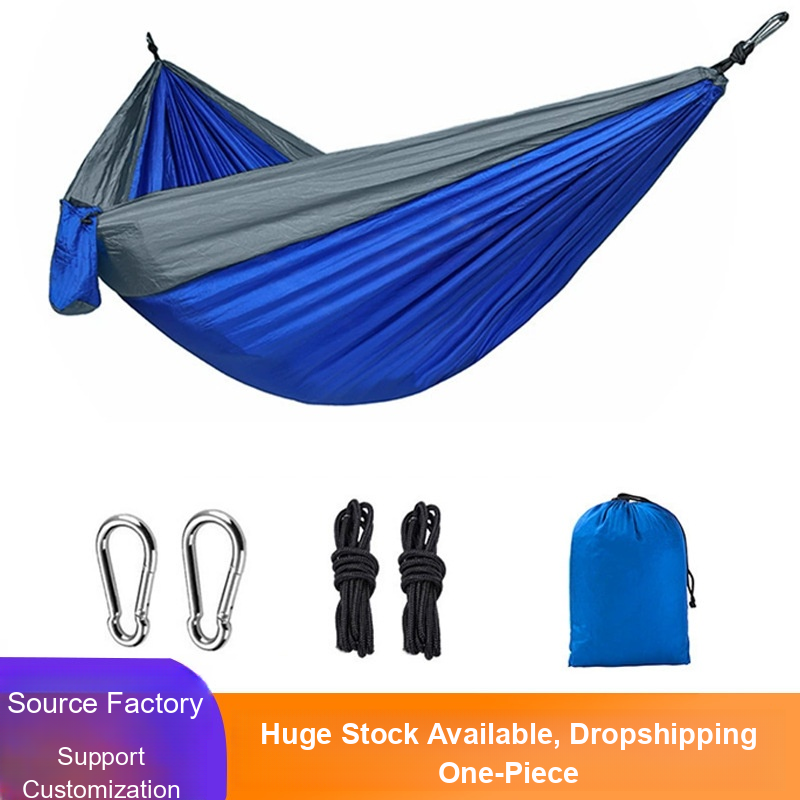 Source Factory
Support
Customization
Huge Stock Available, Dropshipping
One-Piece